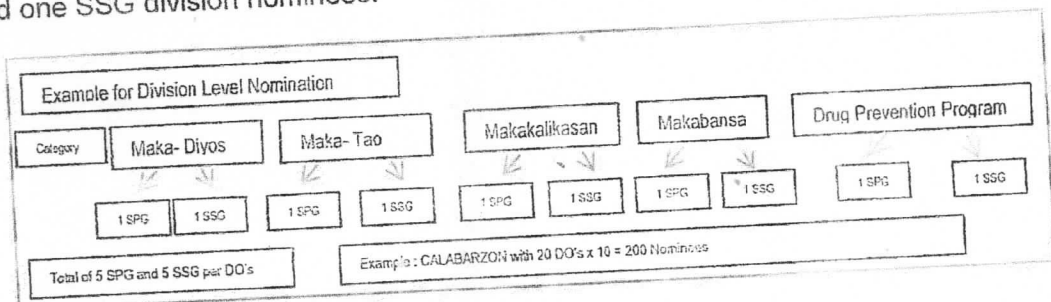 d one SSG division nominees.
Example for Division Level Nomination
Category
Maka- Diyos
Maka- Tao
Makakalikasan
Makabansa
Drug Prevention Program
1 SPG
1 SSG
1 SPG
1 SSG
1 SPG
1 SSG
1 SPG
1 SSG
1 SPG
1 SSG
Total of 5 SPG and 5 SSG per DO's
Example : CALABARZON with 20 DO's x 10 = 200 Nominees